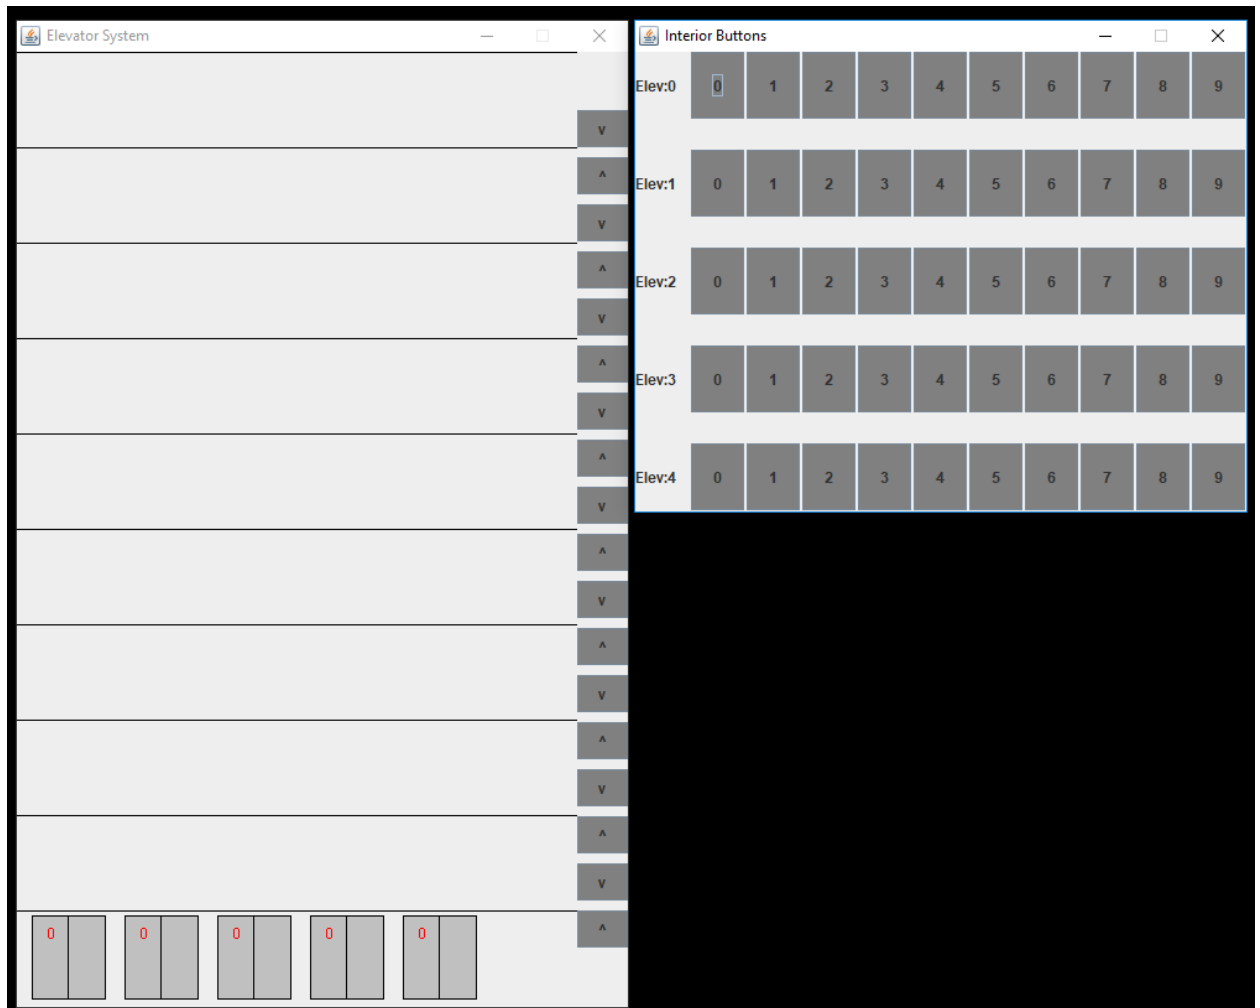 Elevator System
v
^
v
^
v
^
v
^
v
^
v
^
v
^
v
^
v
^
0 0 0 0 0
Interior Buttons
Elev:0 0 1 2 3 4 5 6 7 8 9
Elev:1 0 1 2 3 4 5 6 7 8 9
Elev:2 0 1 2 3 4 5 6 7 8 9
Elev:3 0 1 2 3 4 5 6 7 8 9
Elev:4 0 1 2 3 4 5 6 7 8 9